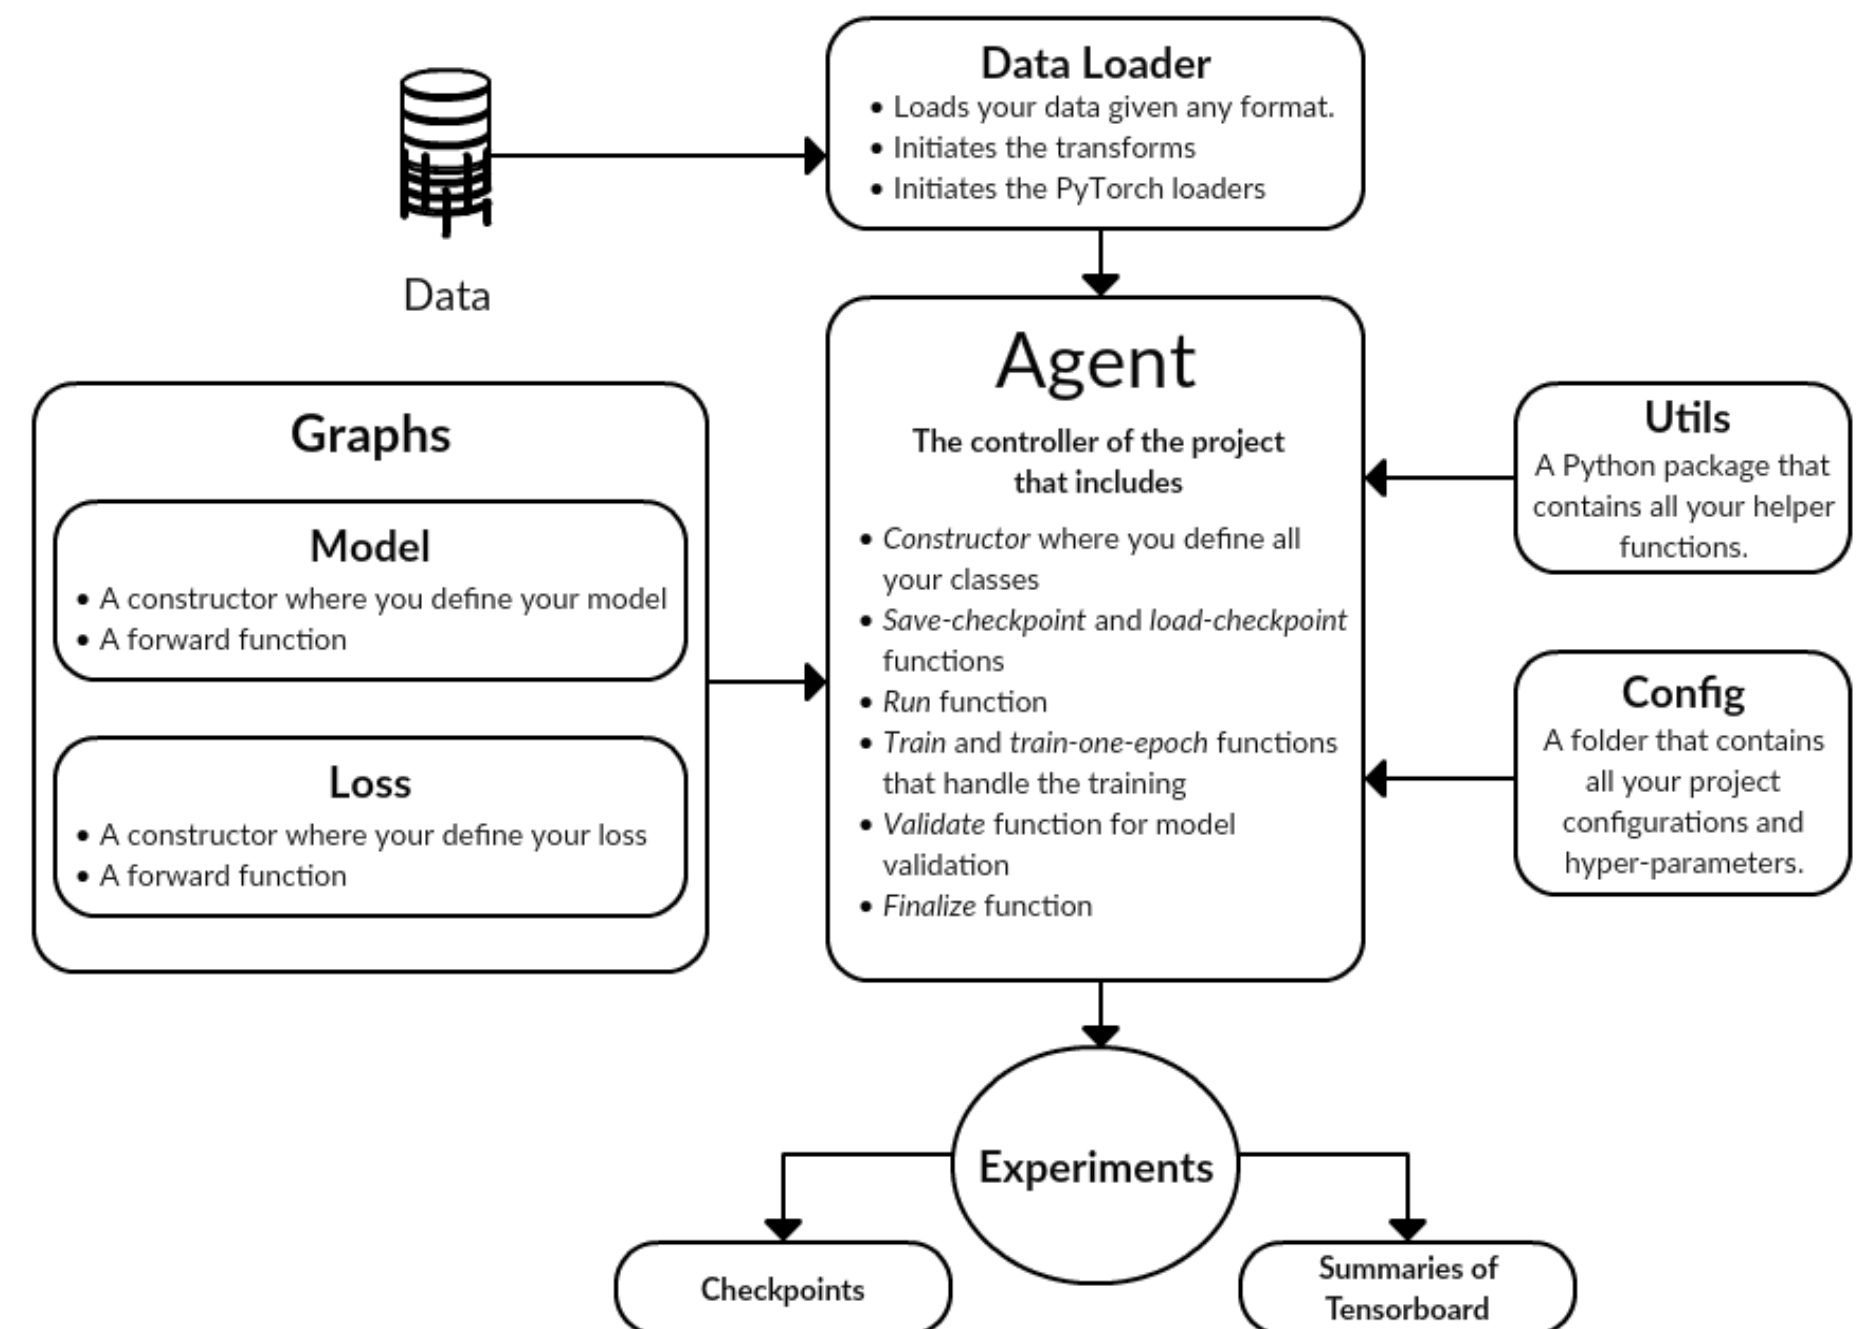 Data Loader
• Loads your data given any format.
• Initiates the transforms
• Initiates the PyTorch loaders
Data
Graphs
Model
• A constructor where you define your model
• A forward function
Loss
• A constructor where your define your loss
• A forward function
Agent
The controller of the project
that includes
• Constructor where you define all
your classes
• Save-checkpoint and load-checkpoint
functions
• Run function
• Train and train-one-epoch functions
that handle the training
• Validate function for model
validation
• Finalize function
Utils
A Python package that
contains all your helper
functions.
Config
A folder that contains
all your project
configurations and
hyper-parameters.
Experiments
Checkpoints
Summaries of
Tensorboard